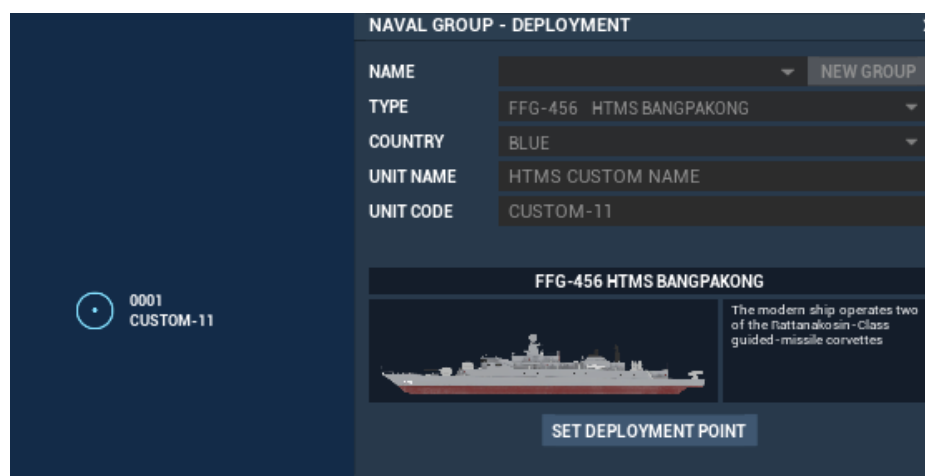 NAVAL GROUP - DEPLOYMENT
NAME
NEW GROUP
TYPE FFG-456 HTMS BANGPAKONG
COUNTRY BLUE
UNIT NAME HTMS CUSTOM NAME
UNIT CODE CUSTOM-11
0001
CUSTOM-11
FFG-456 HTMS BANGPAKONG
The modern ship operates two
of the Rattanakosin-Class
guided-missile corvettes
SET DEPLOYMENT POINT